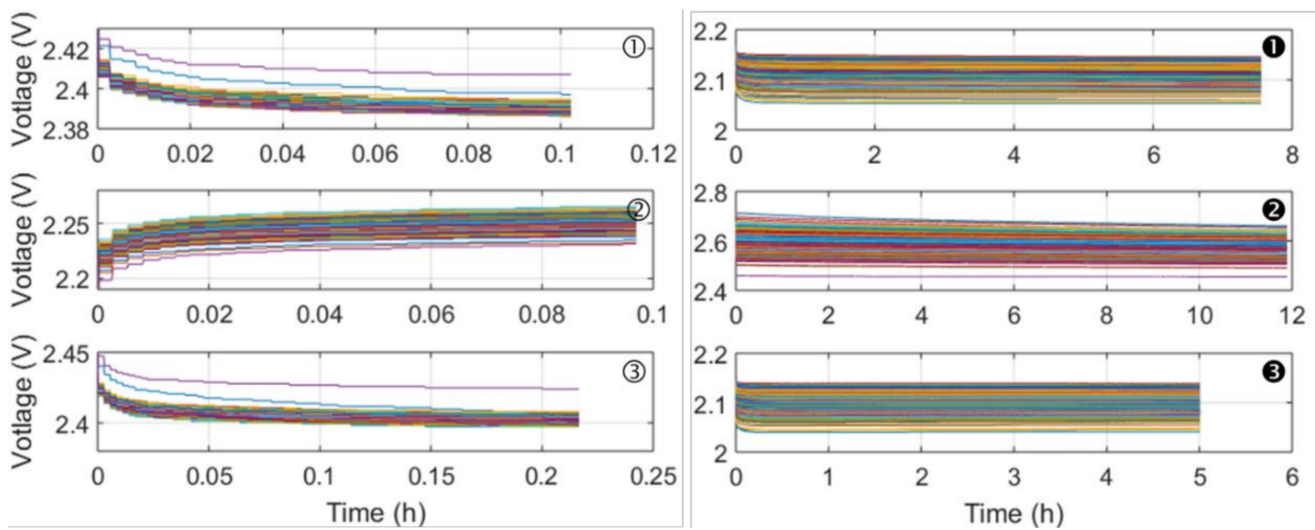 Votlage (V)
2.42
2.4
2.38
0 0.02 0.04 0.06 0.08 0.1 0.12
①
Votlage (V)
2.25
2.2
0 0.02 0.04 0.06 0.08 0.1
②
Votlage (V)
2.45
2.4
0 0.05 0.1 0.15 0.2 0.25
③
Time (h)
2.2
2.1
2
0 2 4 6 8
❶
2.8
2.6
2.4
0 2 4 6 8 10 12
❷
2.2
2.1
2
0 1 2 3 4 5 6
❸
Time (h)